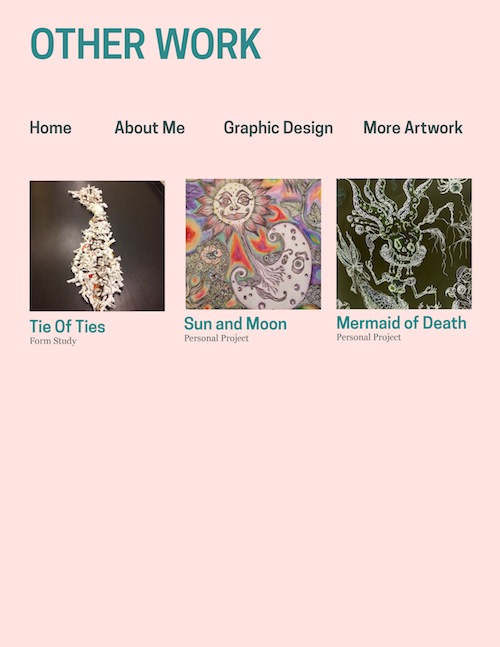 OTHER WORK
Home About Me Graphic Design More Artwork
Tie Of Ties
Form Study
Sun and Moon
Personal Project
Mermaid of Death
Personal Project